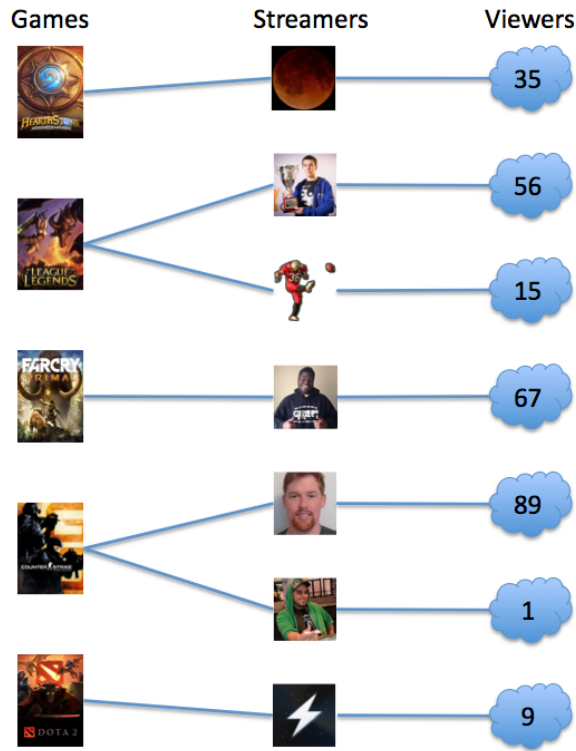 Games Streamers Viewers
HEARTHSTONE
35
56
LEAGUE OF
LEGENDS
15
FARCRY
PRIMAL
67
89
COUNTER STRIKE
1
DOTA 2
9